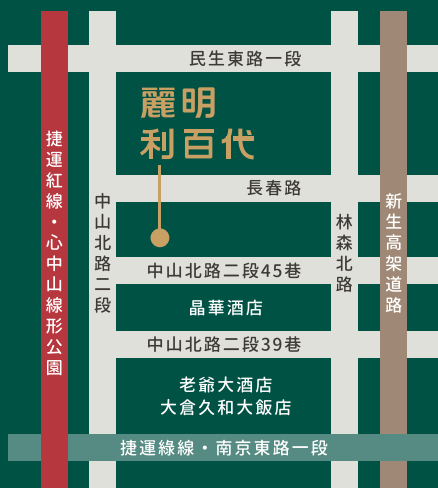 民生東路一段
麗明
利百代
長春路
捷運紅線・心中山線形公園
中山北路二段
林森北路
新生高架道路
中山北路二段45巷
晶華酒店
中山北路二段39巷
老爺大酒店
大倉久和大飯店
捷運綠線・南京東路一段